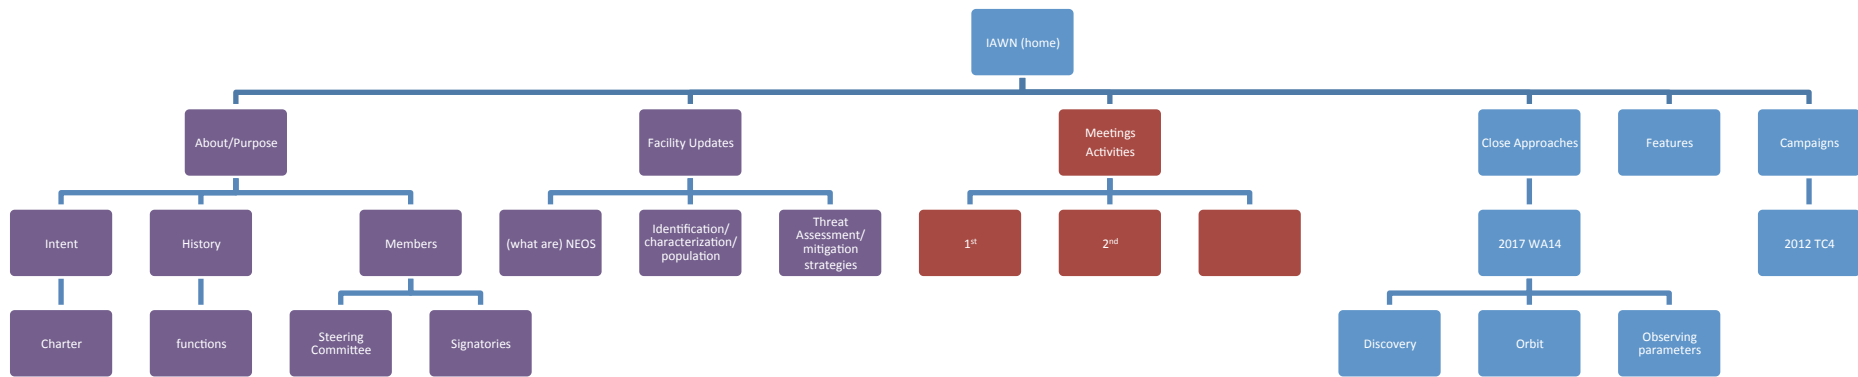 IAWN (home)
About/Purpose
Facility Updates
Meetings
Activities
Close Approaches
Features
Campaigns
Intent
History
Members
(what are) NEOS
Identification/
characterization/
population
Threat
Assessment/
mitigation
strategies
1st
2nd
2017 WA14
2012 TC4
Charter
functions
Steering
Committee
Signatories
Discovery
Orbit
Observing
parameters